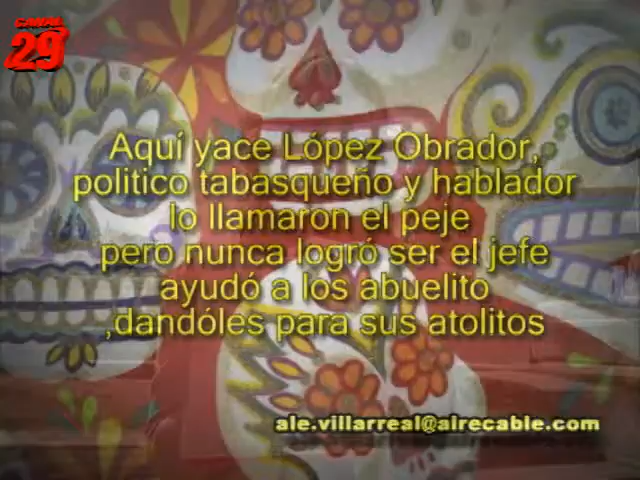 CANAL
29
Aquí yace López Obrador,
politico tabasqueño y hablador
lo llamaron el peje
pero nunca logró ser el jefe
ayudó a los abuelito
,dandóles para sus atolitos
ale.villarreal@airecable.com